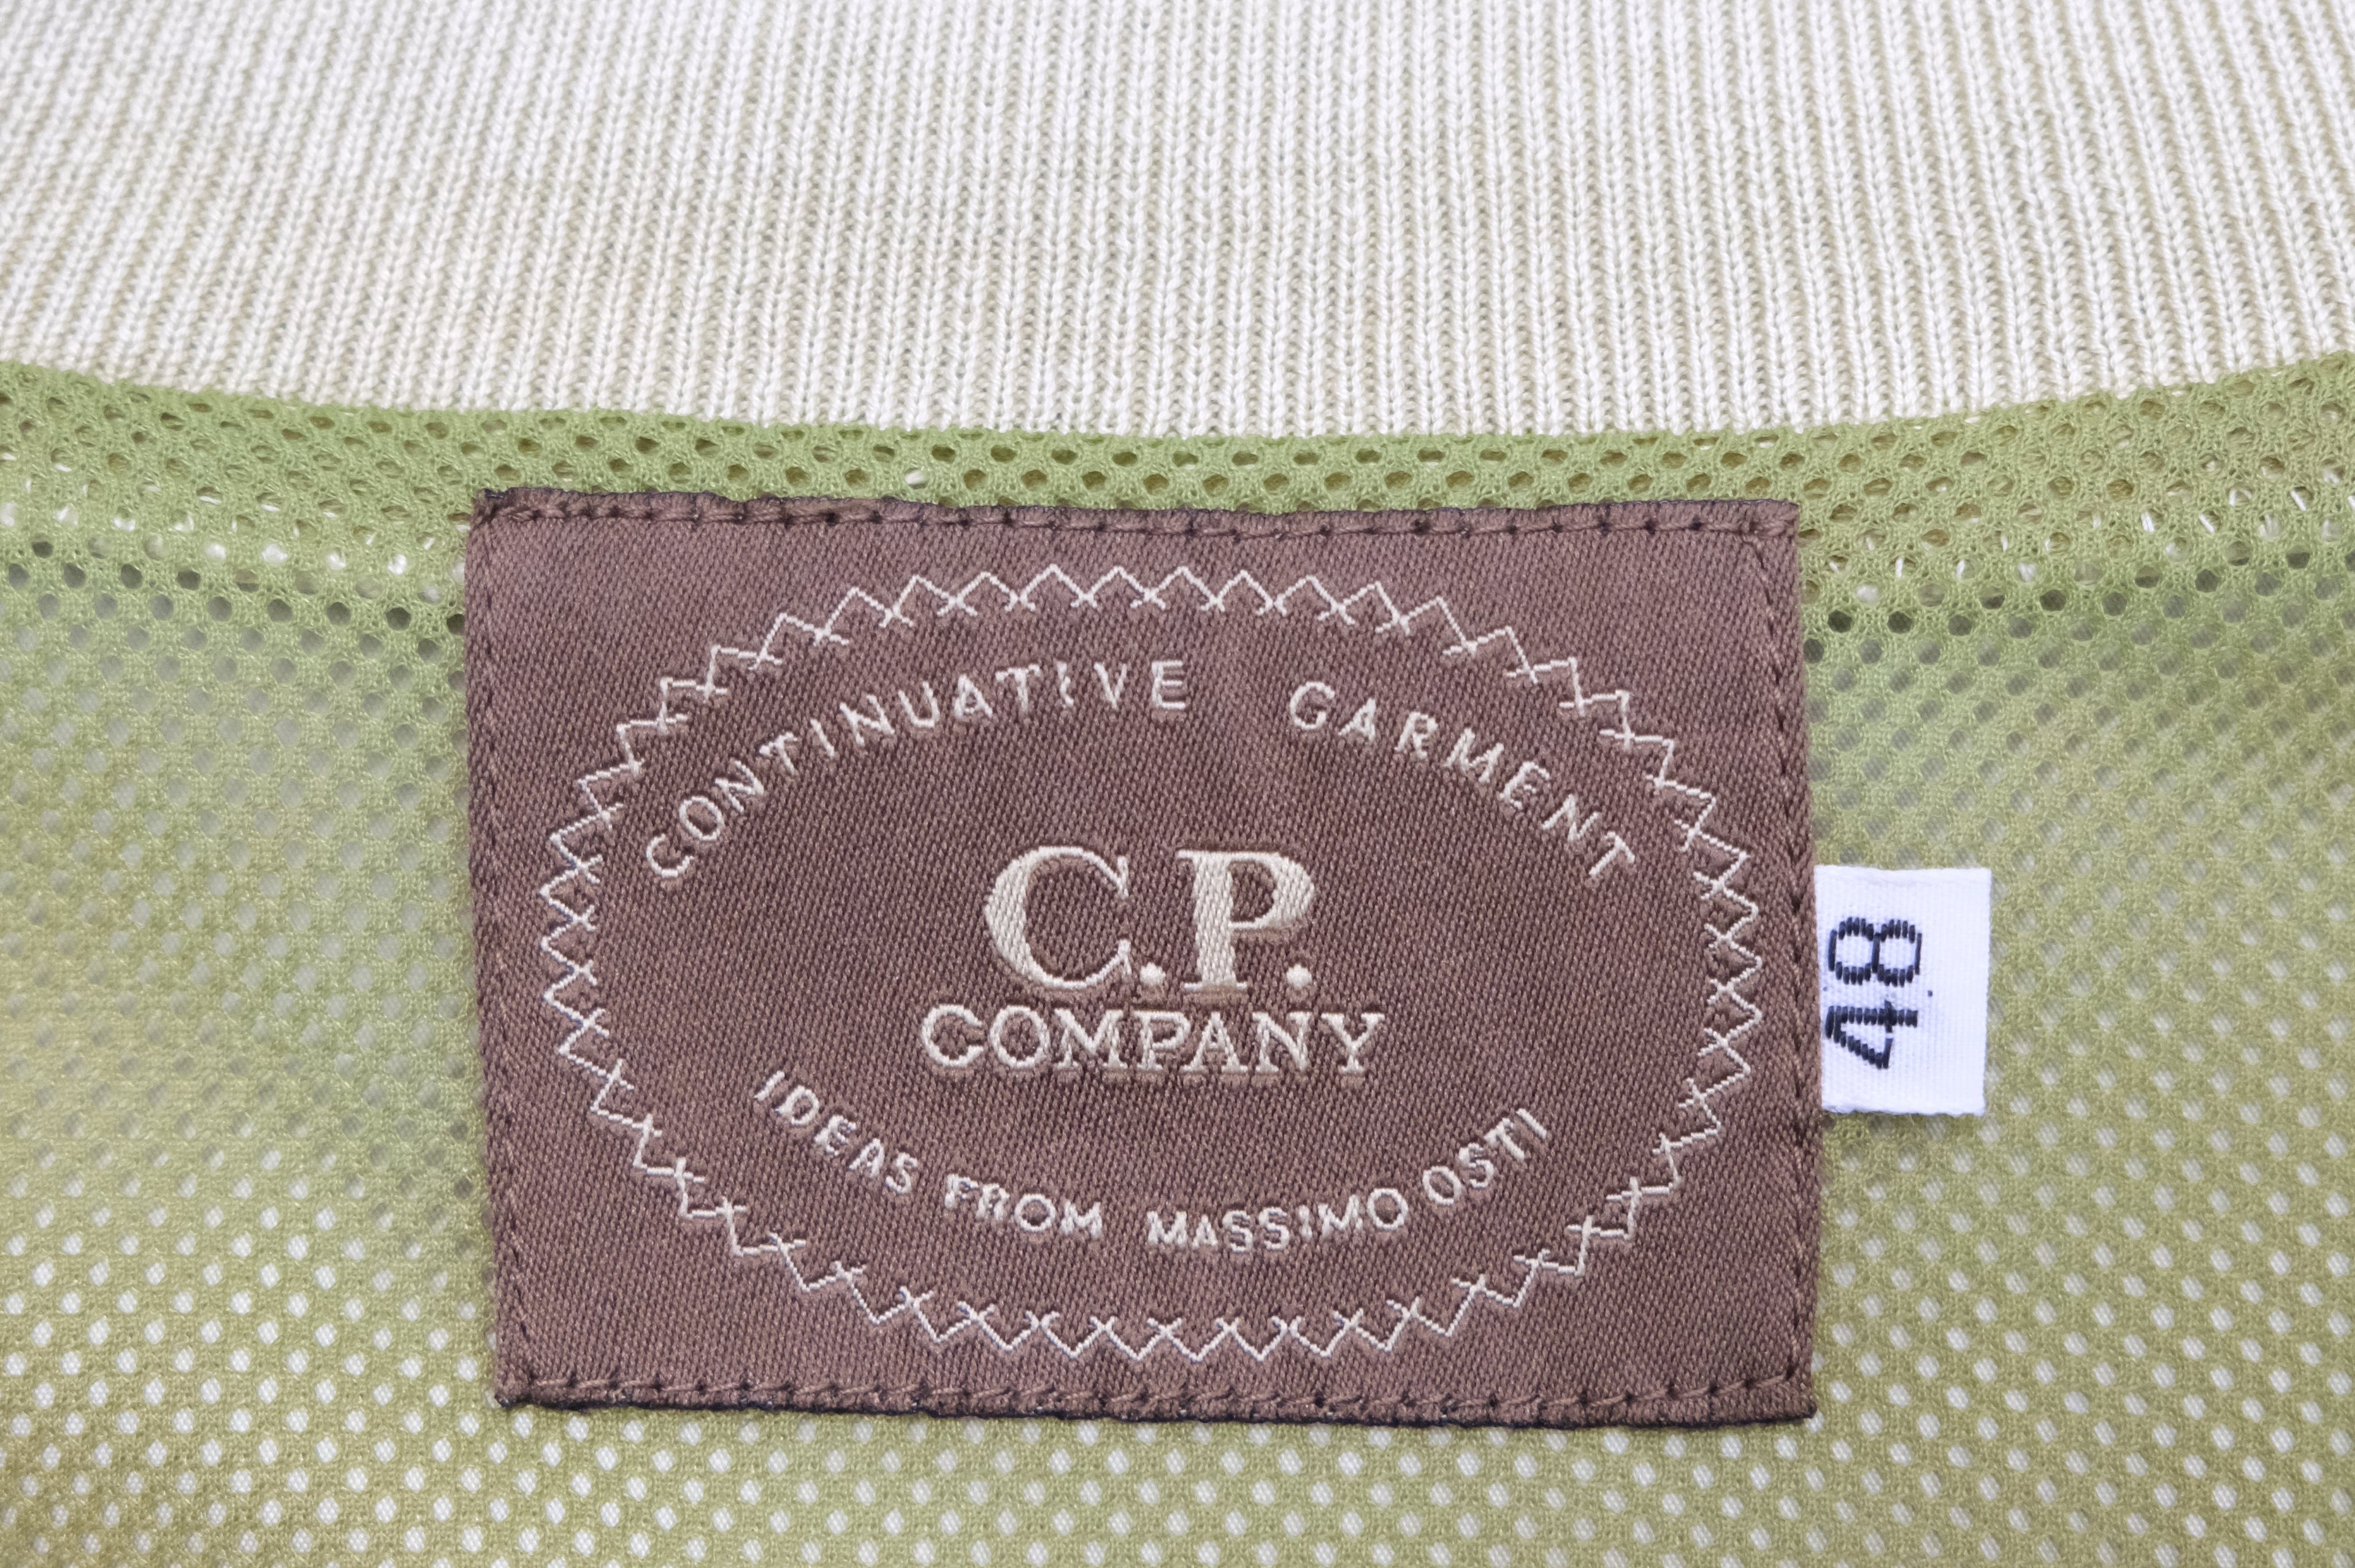 CONTINUATIVE GARMENT
C.P.
COMPANY
IDEAS FROM MASSIMO OSTI
48